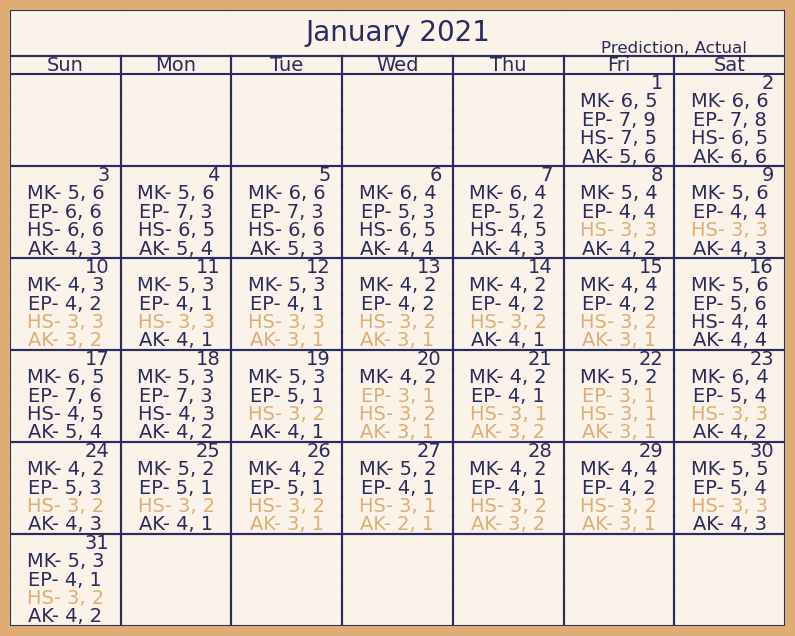 January 2021
Prediction, Actual
Sun Mon Tue Wed Thu Fri Sat
1 2
MK- 6, 5 MK- 6, 6
EP- 7, 9 EP- 7, 8
HS- 7, 5 HS- 6, 5
AK- 5, 6 AK- 6, 6
3 4 5 6 7 8 9
MK- 5, 6 MK- 5, 6 MK- 6, 6 MK- 6, 4 MK- 6, 4 MK- 5, 4 MK- 5, 6
EP- 6, 6 EP- 7, 3 EP- 7, 3 EP- 5, 3 EP- 5, 2 EP- 4, 4 EP- 4, 4
HS- 6, 6 HS- 6, 5 HS- 6, 6 HS- 6, 5 HS- 4, 5 HS- 3, 3 HS- 3, 3
AK- 4, 3 AK- 5, 4 AK- 5, 3 AK- 4, 4 AK- 4, 3 AK- 4, 2 AK- 4, 3
10 11 12 13 14 15 16
MK- 4, 3 MK- 5, 3 MK- 5, 3 MK- 4, 2 MK- 4, 2 MK- 4, 4 MK- 5, 6
EP- 4, 2 EP- 4, 1 EP- 4, 1 EP- 4, 2 EP- 4, 2 EP- 4, 2 EP- 5, 6
HS- 3, 3 HS- 3, 3 HS- 3, 3 HS- 3, 2 HS- 3, 2 HS- 3, 2 HS- 4, 4
AK- 3, 2 AK- 4, 1 AK- 3, 1 AK- 3, 1 AK- 4, 1 AK- 3, 1 AK- 4, 4
17 18 19 20 21 22 23
MK- 6, 5 MK- 5, 3 MK- 5, 3 MK- 4, 2 MK- 4, 2 MK- 5, 2 MK- 6, 4
EP- 7, 6 EP- 7, 3 EP- 5, 1 EP- 3, 1 EP- 4, 1 EP- 3, 1 EP- 5, 4
HS- 4, 5 HS- 4, 3 HS- 3, 2 HS- 3, 2 HS- 3, 1 HS- 3, 1 HS- 3, 3
AK- 5, 4 AK- 4, 2 AK- 4, 1 AK- 3, 1 AK- 3, 2 AK- 3, 1 AK- 4, 2
24 25 26 27 28 29 30
MK- 4, 2 MK- 5, 2 MK- 4, 2 MK- 5, 2 MK- 4, 2 MK- 4, 4 MK- 5, 5
EP- 5, 3 EP- 5, 1 EP- 5, 1 EP- 4, 1 EP- 4, 1 EP- 4, 2 EP- 5, 4
HS- 3, 2 HS- 3, 2 HS- 3, 2 HS- 3, 1 HS- 3, 2 HS- 3, 2 HS- 3, 3
AK- 4, 3 AK- 4, 1 AK- 3, 1 AK- 2, 1 AK- 3, 2 AK- 3, 1 AK- 4, 3
31
MK- 5, 3
EP- 4, 1
HS- 3, 2
AK- 4, 2